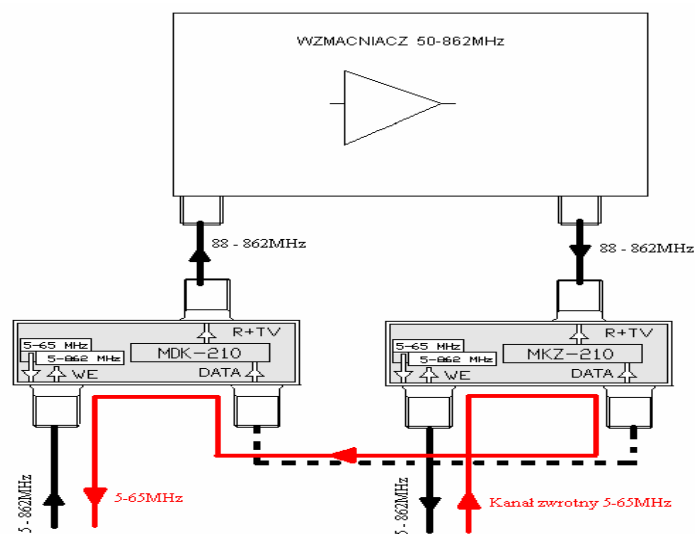 WZMACNIACZ 50-862MHz
88 - 862MHz
88 - 862MHz
R+TV
5-65 MHz
5-862 MHz
MDK-210
WE
DATA
R+TV
5-65 MHz
5-862 MHz
MKZ-210
WE
DATA
5 - 862MHz
5-65MHz
5 - 862MHz
Kanał zwrotny 5-65MHz